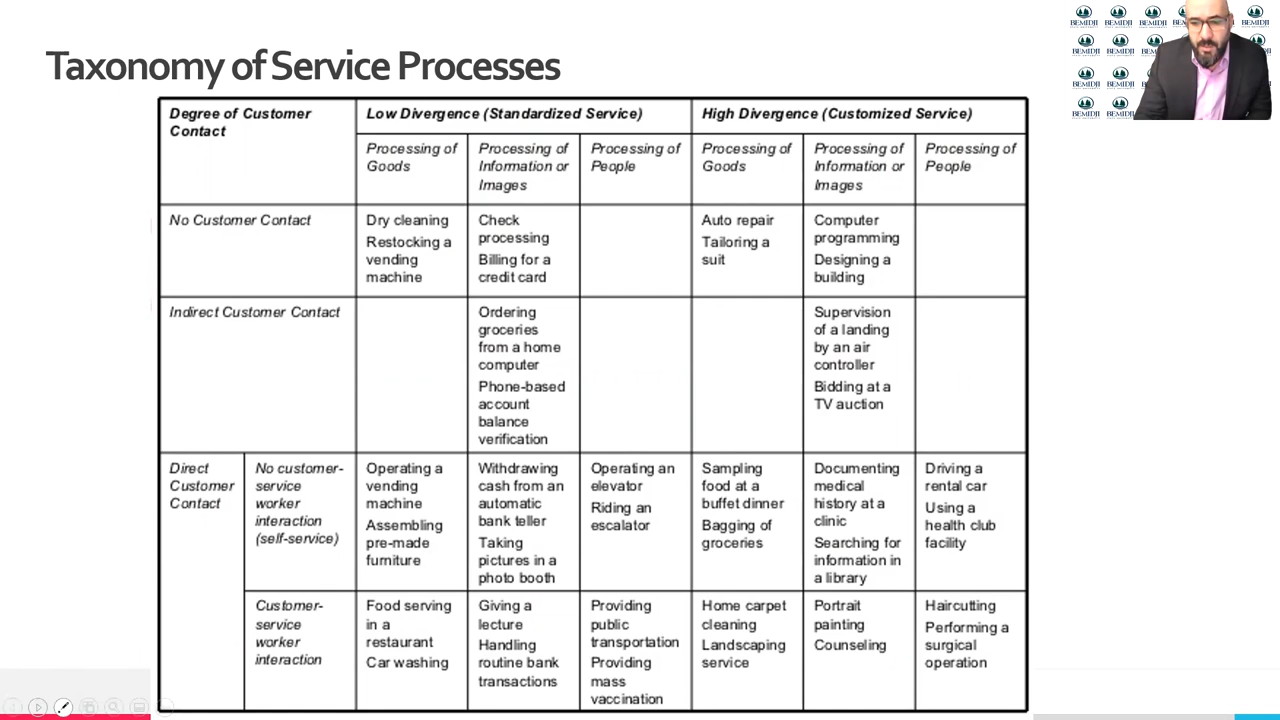 Taxonomy of Service Processes
BEMIDJI BEMIDJI BEMIDJI
BEMIDJI BEMIDJI
BEMIDJI BEMIDJI
BEMIDJI BEMIDJI
Degree of Customer
Contact
Low Divergence (Standardized Service)
High Divergence (Customized Service)
Processing of
Goods
Processing of
Information or
Images
Processing of
People
Processing of
Goods
Processing of
Information or
Images
Processing of
People
No Customer Contact
Dry cleaning
Restocking a
vending
machine
Check
processing
Billing for a
credit card
Auto repair
Tailoring a
suit
Computer
programming
Designing a
building
Indirect Customer Contact
Ordering
groceries
from a home
computer
Phone-based
account
balance
verification
Supervision
of a landing
by an air
controller
Bidding at a
TV auction
Direct
Customer
Contact
No customer-
service
worker
interaction
(self-service)
Operating a
vending
machine
Assembling
pre-made
furniture
Withdrawing
cash from an
automatic
bank teller
Taking
pictures in a
photo booth
Operating an
elevator
Riding an
escalator
Sampling
food at a
buffet dinner
Bagging of
groceries
Documenting
medical
history at a
clinic
Searching for
information in
a library
Driving a
rental car
Using a
health club
facility
Customer-
service
worker
interaction
Food serving
in a
restaurant
Car washing
Giving a
lecture
Handling
routine bank
transactions
Providing
public
transportation
Providing
mass
vaccination
Home carpet
cleaning
Landscaping
service
Portrait
painting
Counseling
Haircutting
Performing a
surgical
operation